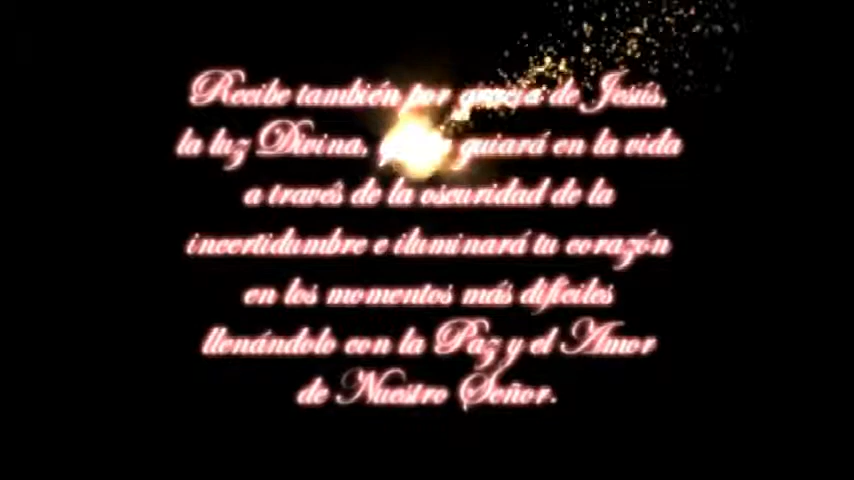 Recibe también por gracia de Jesús,
la luz Divina, guiará en la vida
a través de la oscuridad de la
incertidumbre e iluminará tu corazón
en los momentos más difíciles
llenándolo con la Paz y el Amor
de Nuestro Señor.